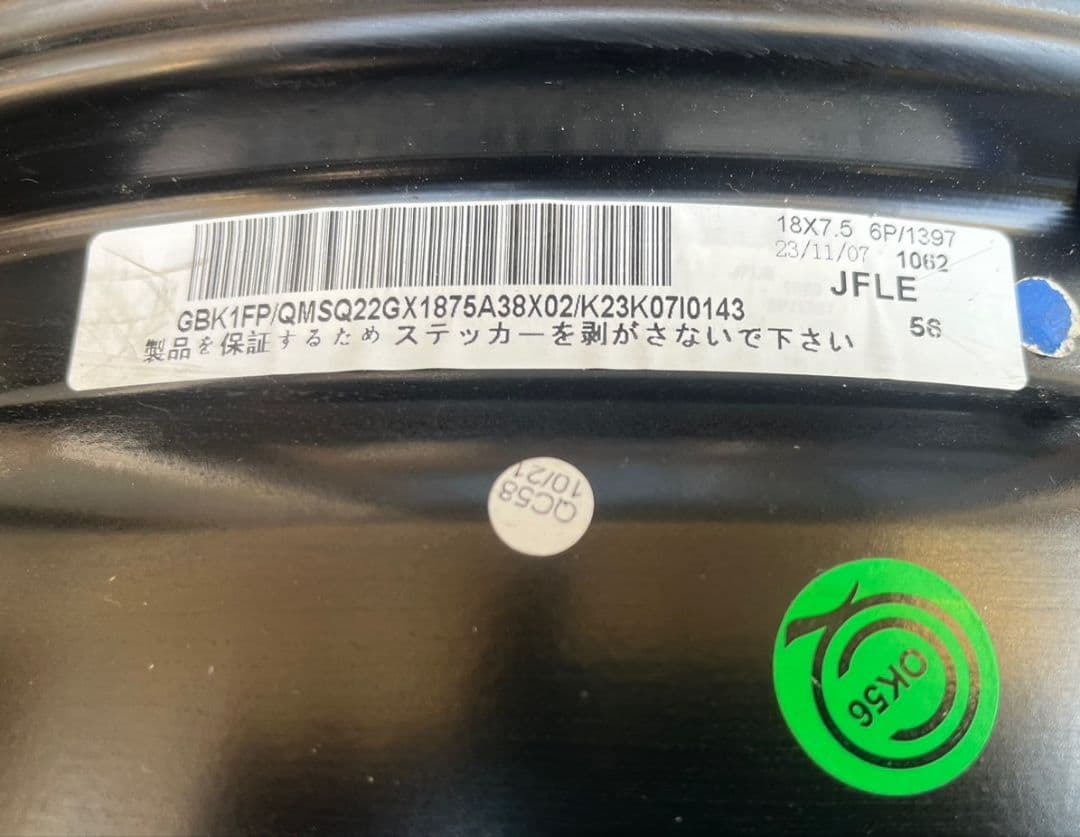 18X7.5 6P/1397
23/11/07 1062
JFLE
GBK1FP/QMSQ22GX1875A38X02/K23K07I0143
56
製品を保証するため ステッカーを剥がさないで下さい
QC58
10/21
OK56